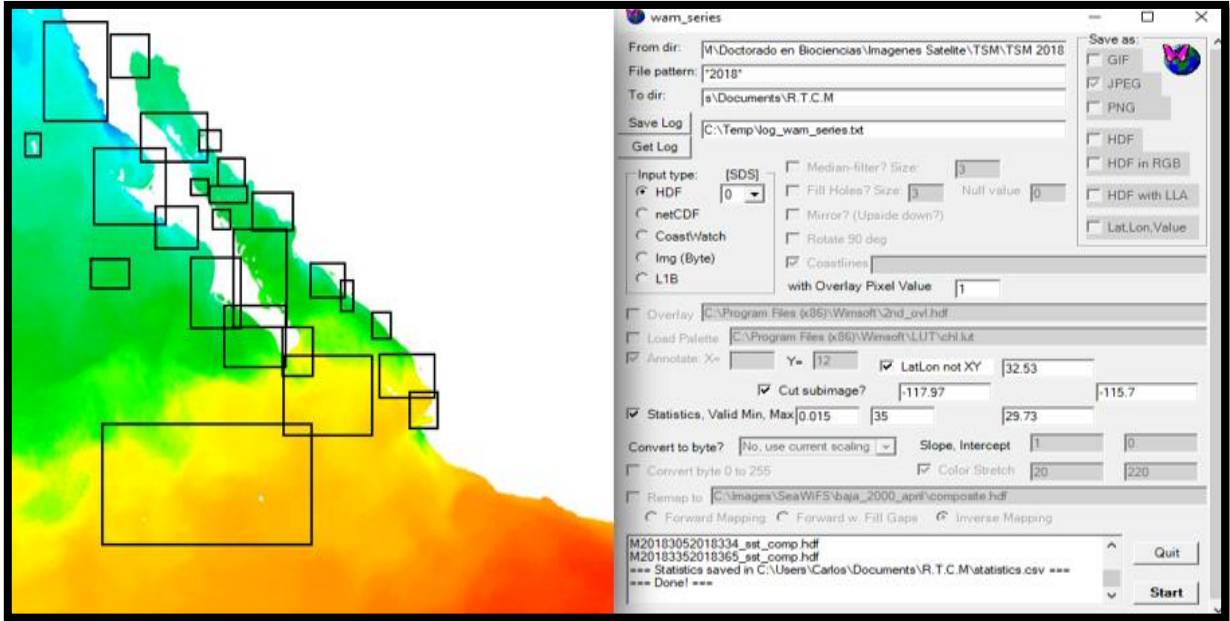 wam_series
From dir: M\Doctorado en Biociencias\Imagenes Satelite\TSM\TSM 2018
File pattern: "2018"
To dir: s\Documents\R.T.C.M
Save Log C:\Temp\log_wam_series.txt
Get Log
Save as:
GIF
JPEG
PNG
HDF
HDF in RGB
HDF with LLA
Lat,Lon,Value
Input type: [SDS]
HDF 0
netCDF
CoastWatch
Img (Byte)
L1B
Median-filter? Size: 3
Fill Holes? Size: 3 Null value 0
Mirror? (Upside down?)
Rotate 90 deg
Coastlines
with Overlay Pixel Value 1
Overlay C:\Program Files (x86)\Wimsoft\2nd_ovl.hdf
Load Palette C:\Program Files (x86)\Wimsoft\LUT\chl.lut
Annotate: X= Y= 12 LatLon not XY 32.53
Cut subimage? -117.97 -115.7
Statistics, Valid Min, Max 0.015 35 29.73
Convert to byte? No, use current scaling Slope, Intercept 1 0
Convert byte 0 to 255 Color Stretch 20 220
Remap to C:\Images\SeaWiFS\baja_2000_april\composite.hdf
Forward Mapping Forward w. Fill Gaps Inverse Mapping
M20183052018334_sst_comp.hdf
M20183352018365_sst_comp.hdf
=== Statistics saved in C:\Users\Carlos\Documents\R.T.C.M\statistics.csv ===
=== Done! ===
Quit
Start